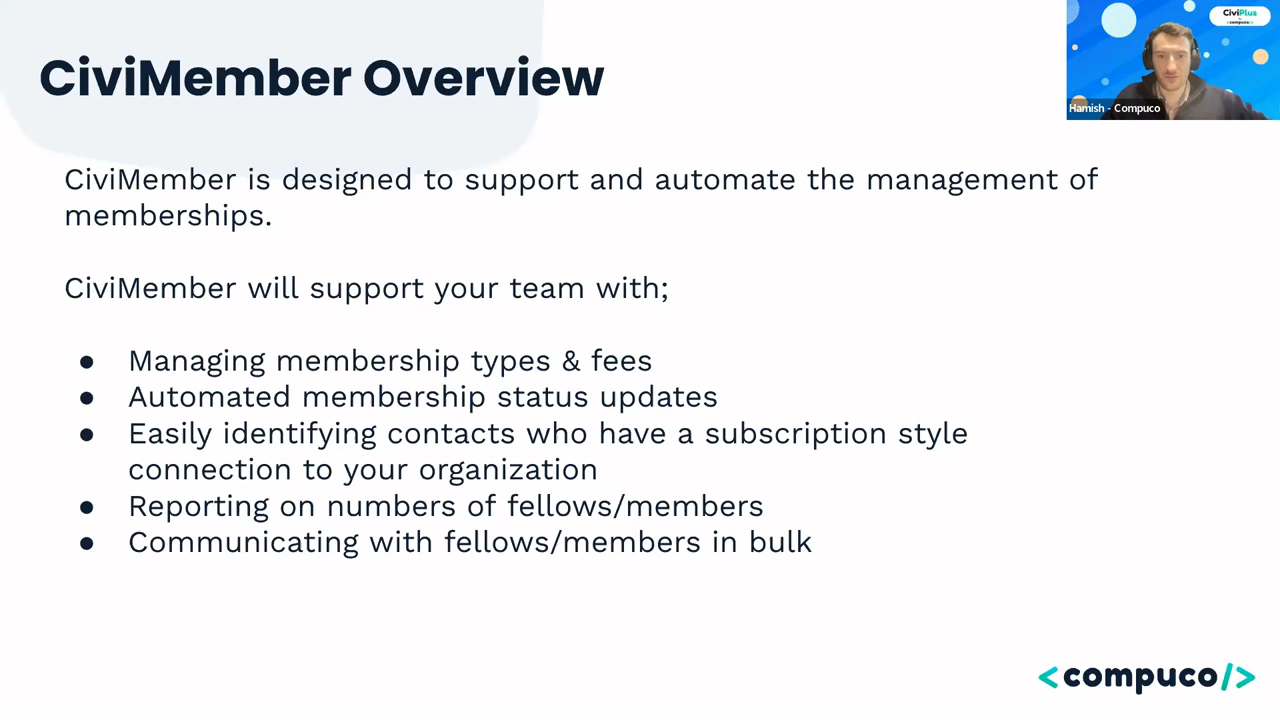 CiviMember Overview
CiviPlus
Hamish - Compuco
CiviMember is designed to support and automate the management of
memberships.
CiviMember will support your team with;
● Managing membership types & fees
● Automated membership status updates
● Easily identifying contacts who have a subscription style
connection to your organization
● Reporting on numbers of fellows/members
● Communicating with fellows/members in bulk
<compuco/>